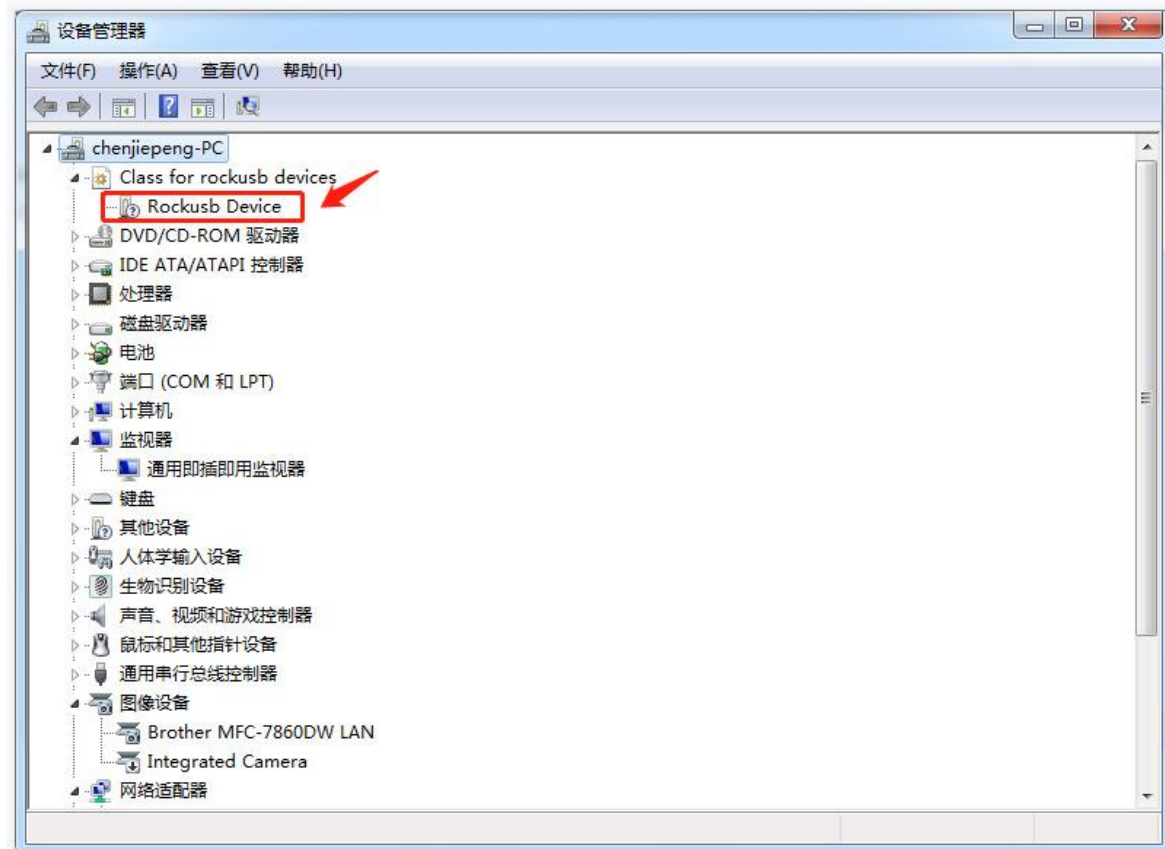 设备管理器
文件(F) 操作(A) 查看(V) 帮助(H)
chenjiepeng-PC
Class for rockusb devices
Rockusb Device
DVD/CD-ROM 驱动器
IDE ATA/ATAPI 控制器
处理器
磁盘驱动器
电池
端口 (COM 和 LPT)
计算机
监视器
通用即插即用监视器
键盘
其他设备
人体学输入设备
生物识别设备
声音、视频和游戏控制器
鼠标和其他指针设备
通用串行总线控制器
图像设备
Brother MFC-7860DW LAN
Integrated Camera
网络适配器